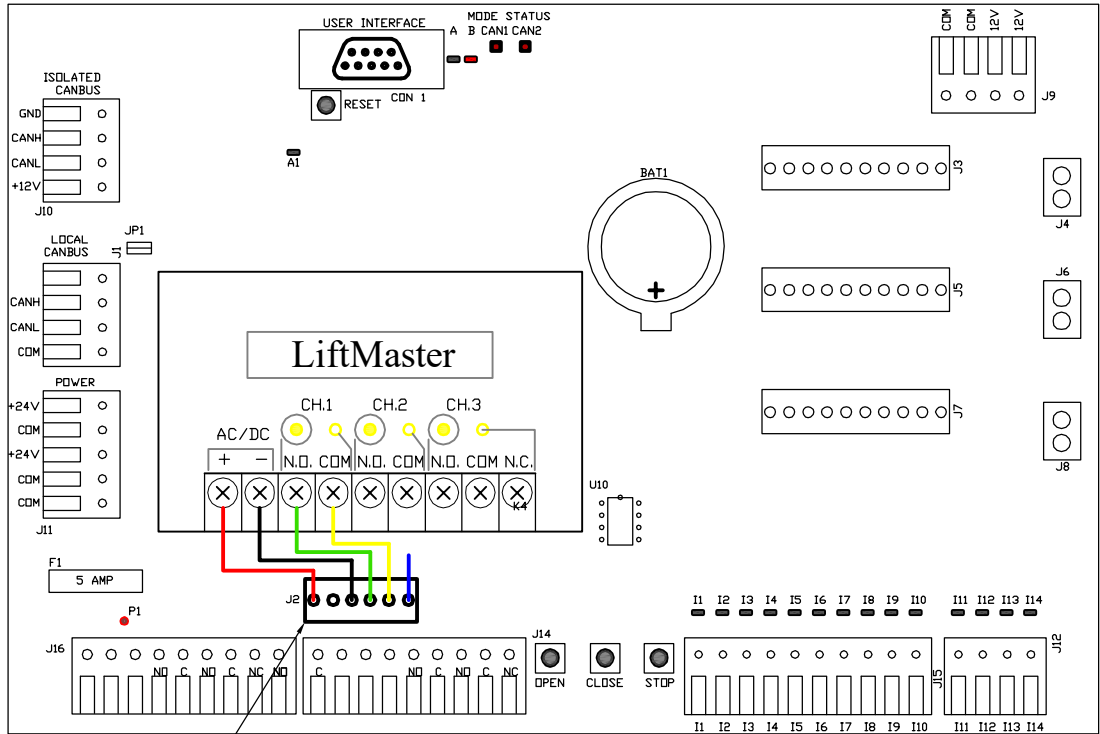 USER INTERFACE
MODE STATUS
A B CAN1 CAN2
CON 1
RESET
A1
COM COM 12V 12V
J9
ISOLATED
CANBUS
GND
CANH
CANL
+12V
J10
JP1
J1
LOCAL
CANBUS
CANH
CANL
COM
POWER
+24V
COM
+24V
COM
COM
J11
BAT1
+
J3
J4
J5
J6
J7
J8
LiftMaster
CH.1 CH.2 CH.3
AC/DC
+ − N.O. COM N.O. COM N.O. COM N.C.
K4
U10
F1
5 AMP
P1
J2
J16
NO C NO C NC NO
C NO C C NC
J14
OPEN CLOSE STOP
I1 I2 I3 I4 I5 I6 I7 I8 I9 I10 I11 I12 I13 I14
J15
J12
I1 I2 I3 I4 I5 I6 I7 I8 I9 I10 I11 I12 I13 I14